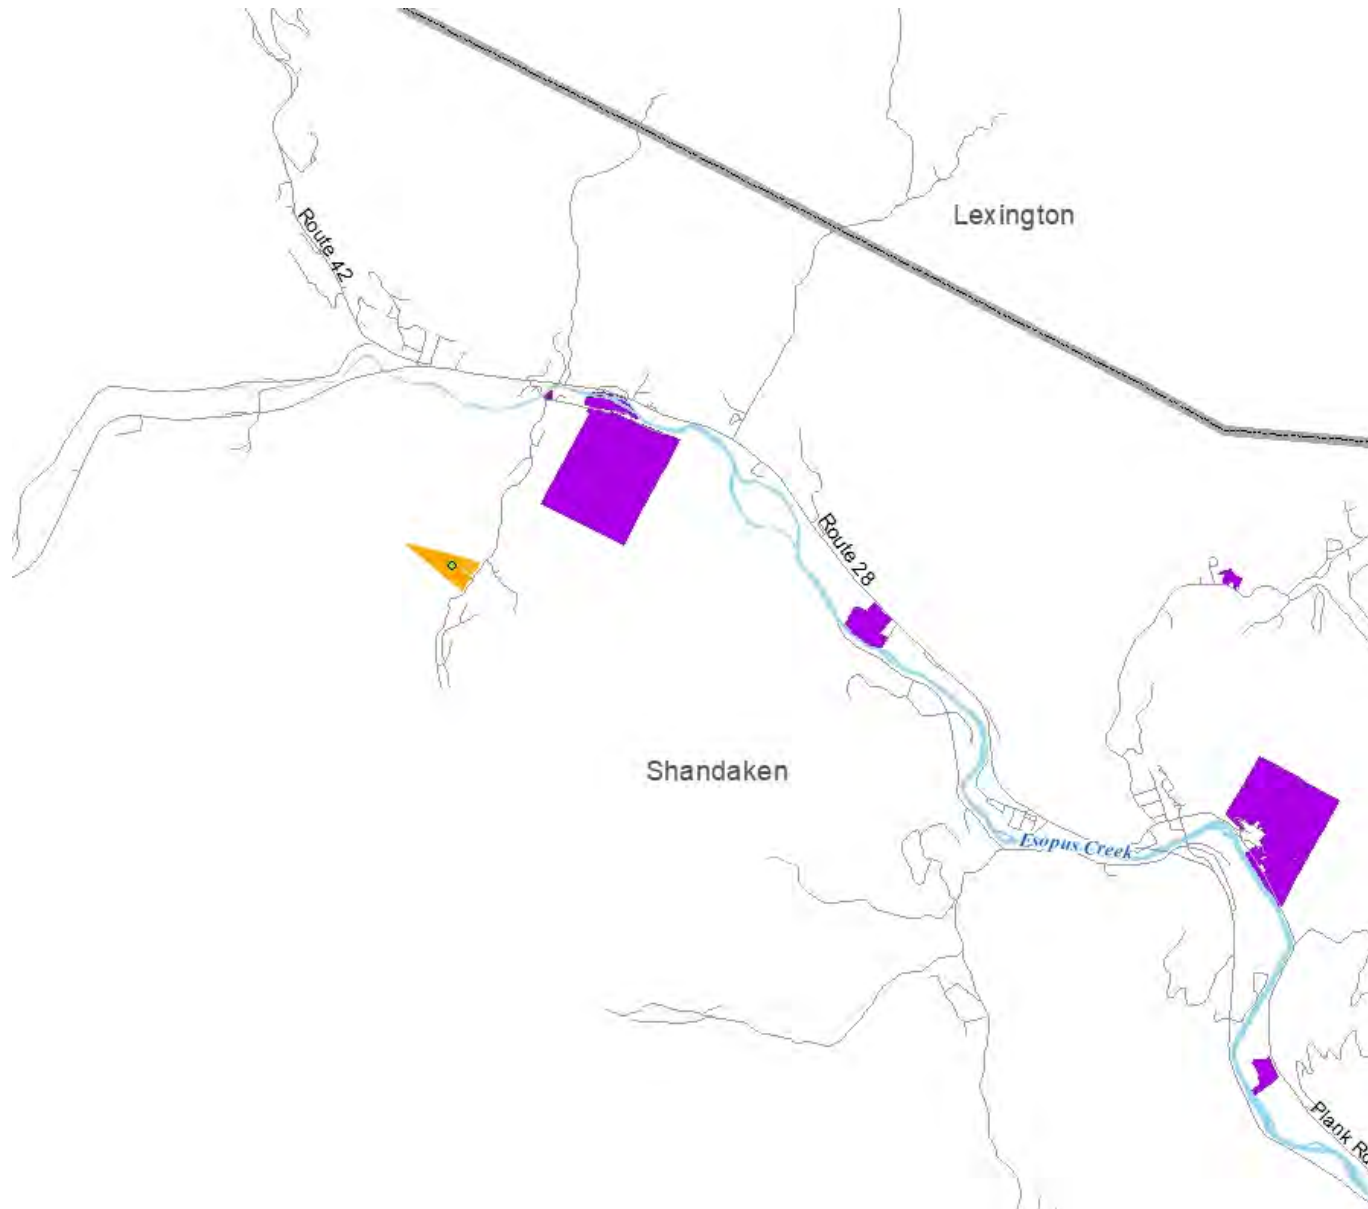 Lexington
Route 42
Route 28
Shandaken
Esopus Creek
Plank Ro